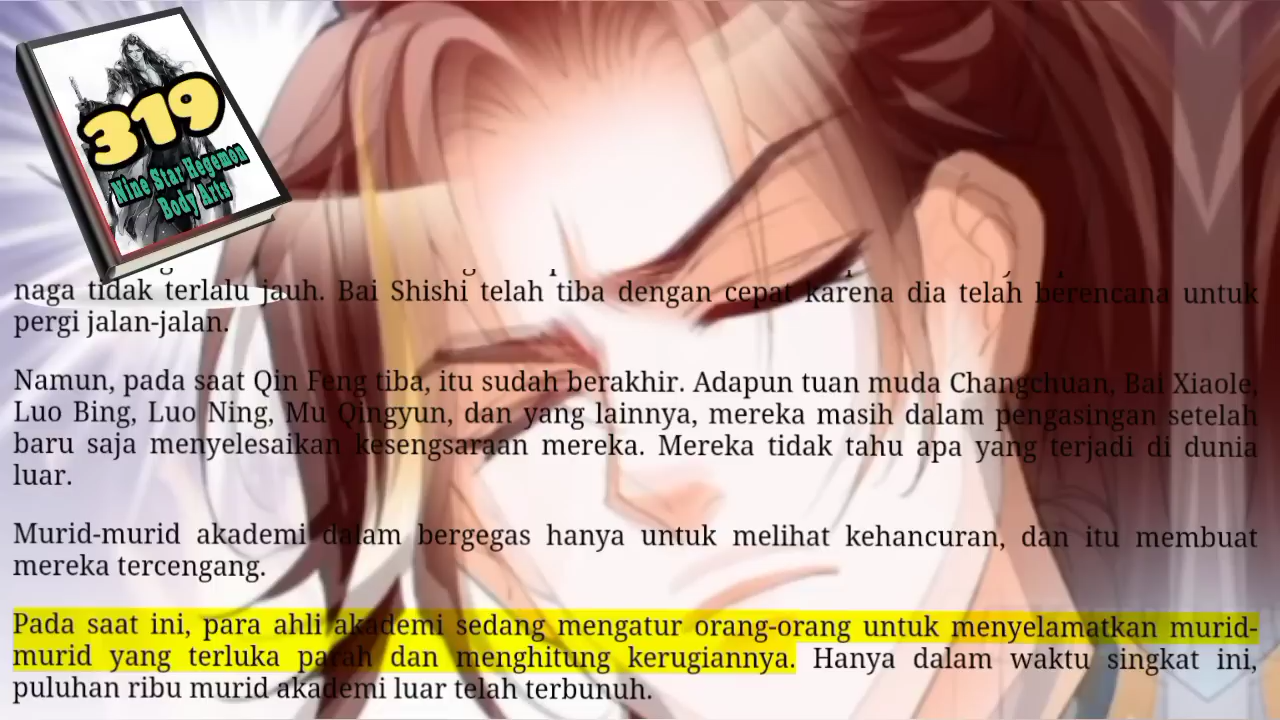 319
Nine Star Hegemon
Body Arts
naga tidak terlalu jauh. Bai Shishi telah tiba dengan cepat karena dia telah berencana untuk
pergi jalan-jalan.
Namun, pada saat Qin Feng tiba, itu sudah berakhir. Adapun tuan muda Changchuan, Bai Xiaole,
Luo Bing, Luo Ning, Mu Qingyun, dan yang lainnya, mereka masih dalam pengasingan setelah
baru saja menyelesaikan kesengsaraan mereka. Mereka tidak tahu apa yang terjadi di dunia
luar.
Murid-murid akademi dalam bergegas hanya untuk melihat kehancuran, dan itu membuat
mereka tercengang.
Pada saat ini, para ahli akademi sedang mengatur orang-orang untuk menyelamatkan murid-
murid yang terluka parah dan menghitung kerugiannya. Hanya dalam waktu singkat ini,
puluhan ribu murid akademi luar telah terbunuh.